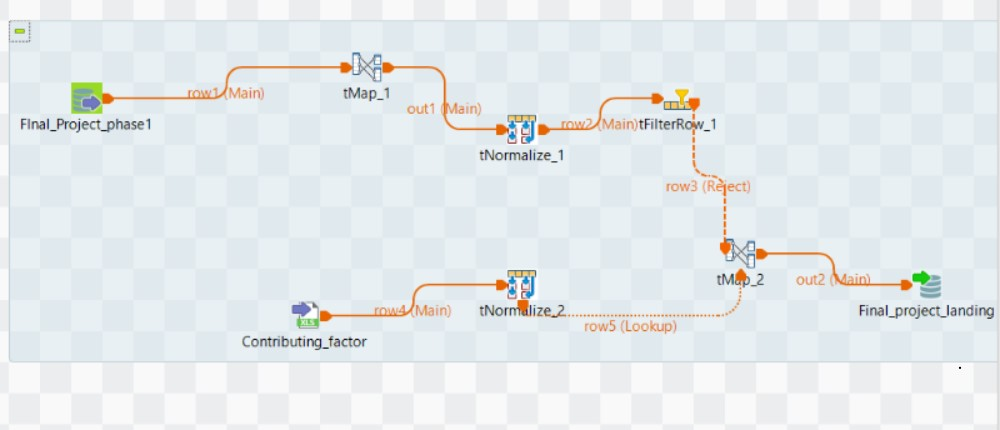 row1 (Main)
tMap_1
FInal_Project_phase1
out1 (Main)
row2 (Main)
tFilterRow_1
tNormalize_1
row3 (Reject)
tMap_2
out2 (Main)
row4 (Main)
tNormalize_2
Final_project_landing
row5 (Lookup)
XLS
Contributing_factor